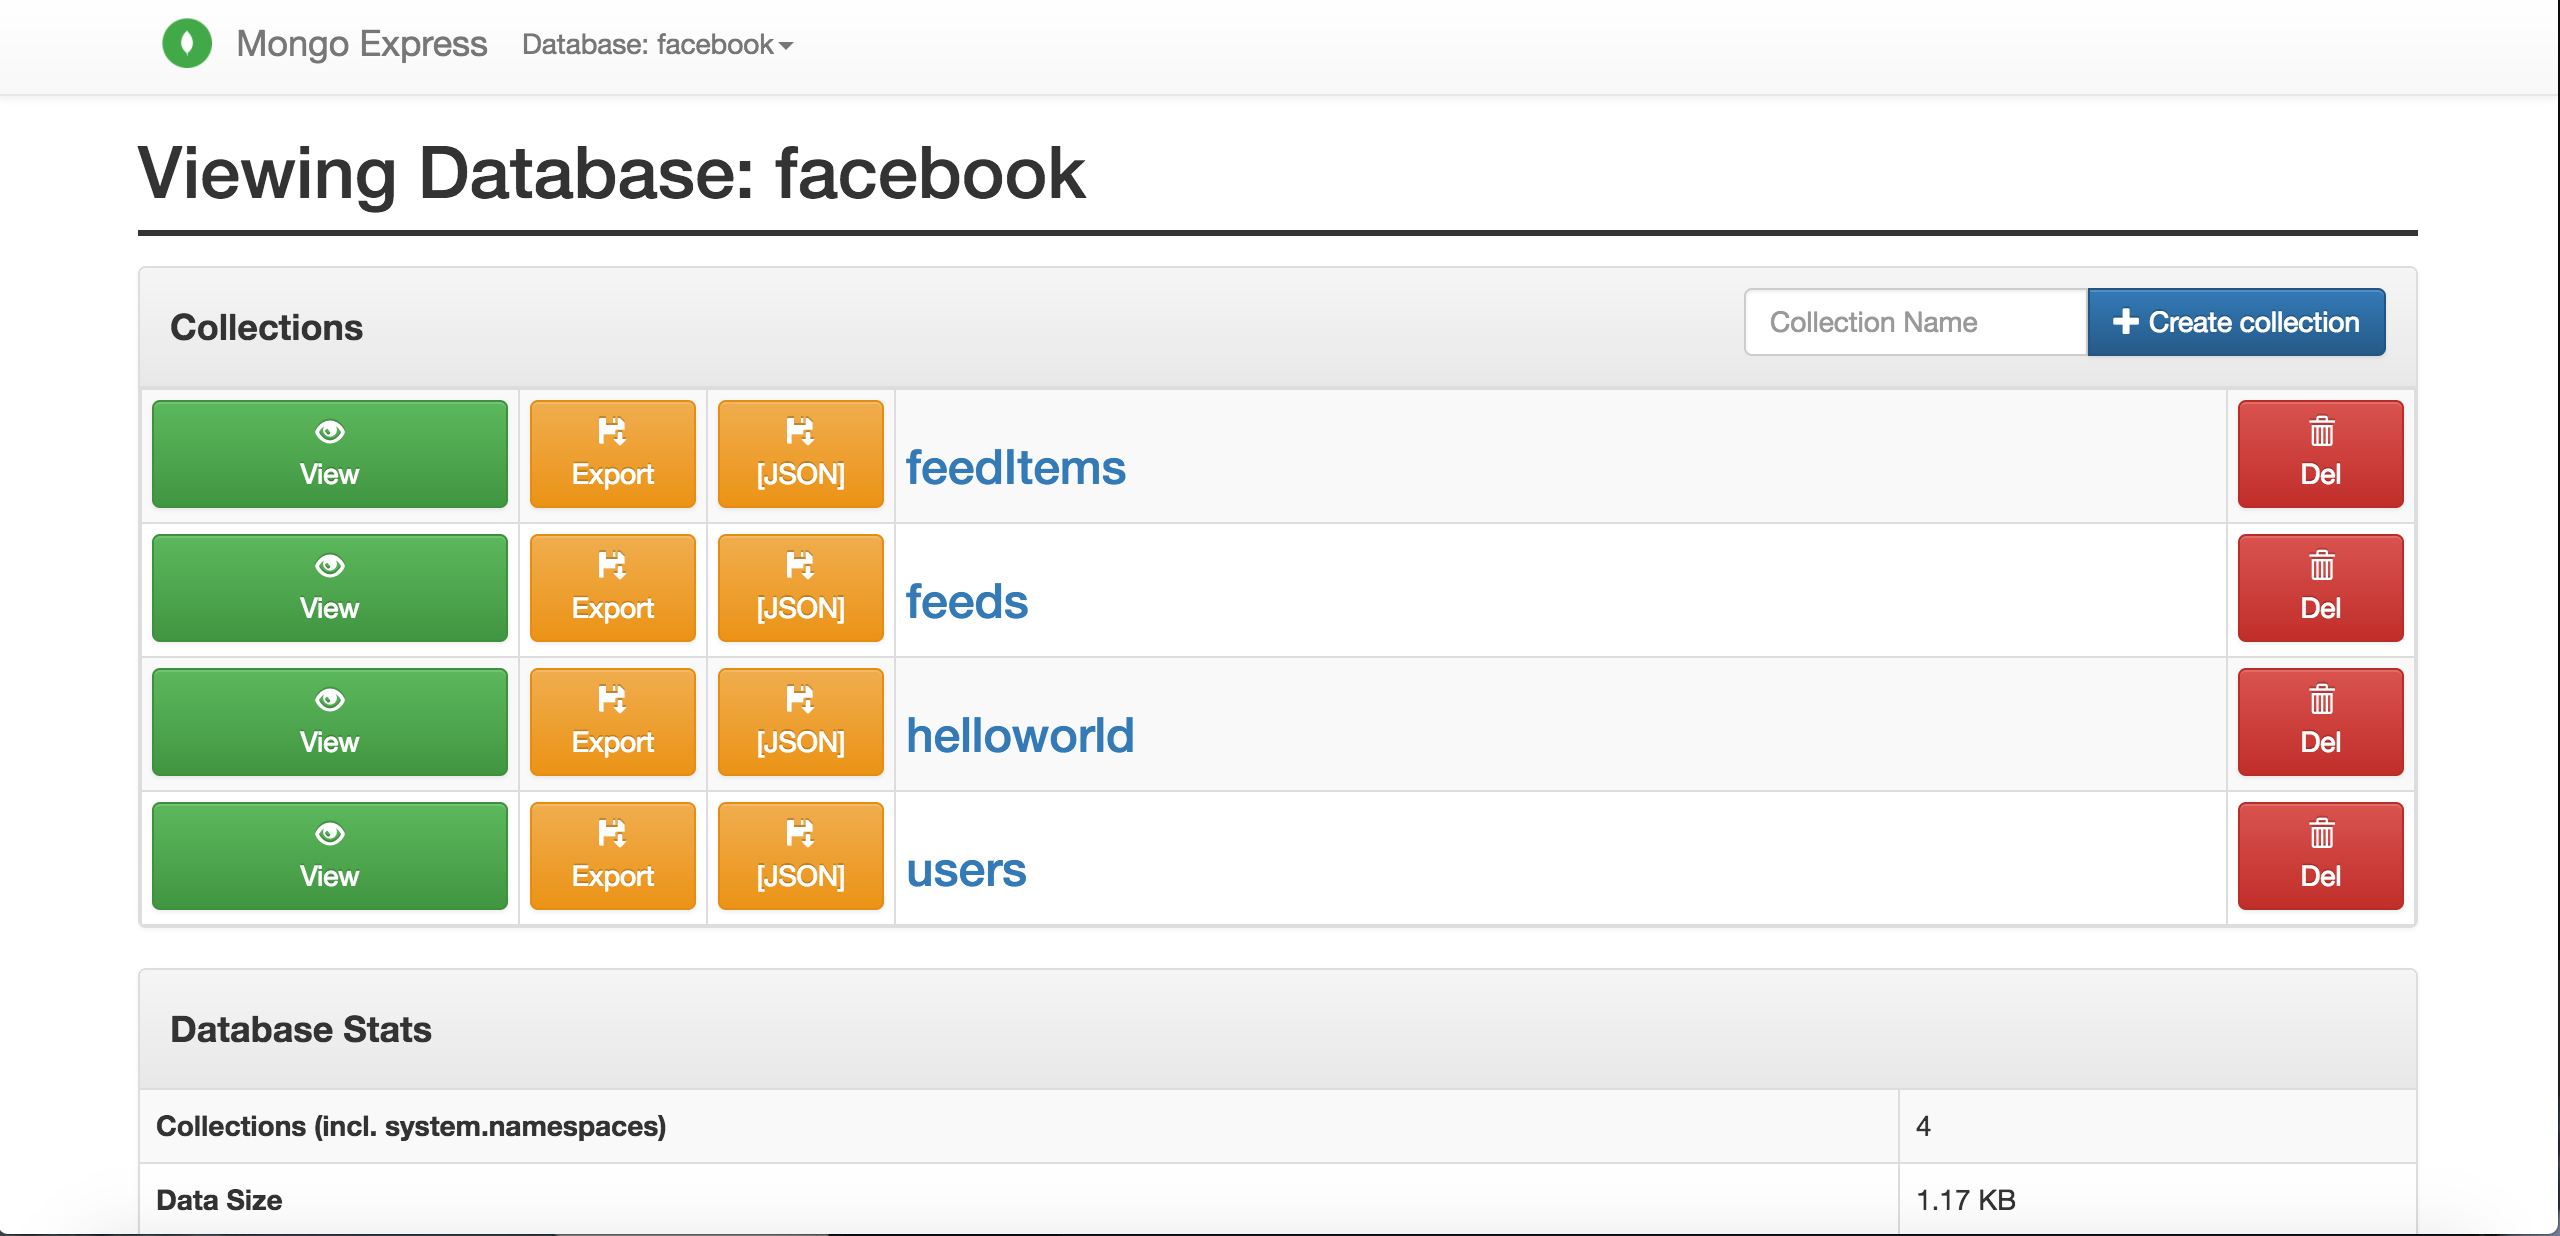 Mongo Express Database: facebook
Viewing Database: facebook
Collections Collection Name Create collection
View Export [JSON] feedItems Del
View Export [JSON] feeds Del
View Export [JSON] helloworld Del
View Export [JSON] users Del
Database Stats
Collections (incl. system.namespaces) 4
Data Size 1.17 KB